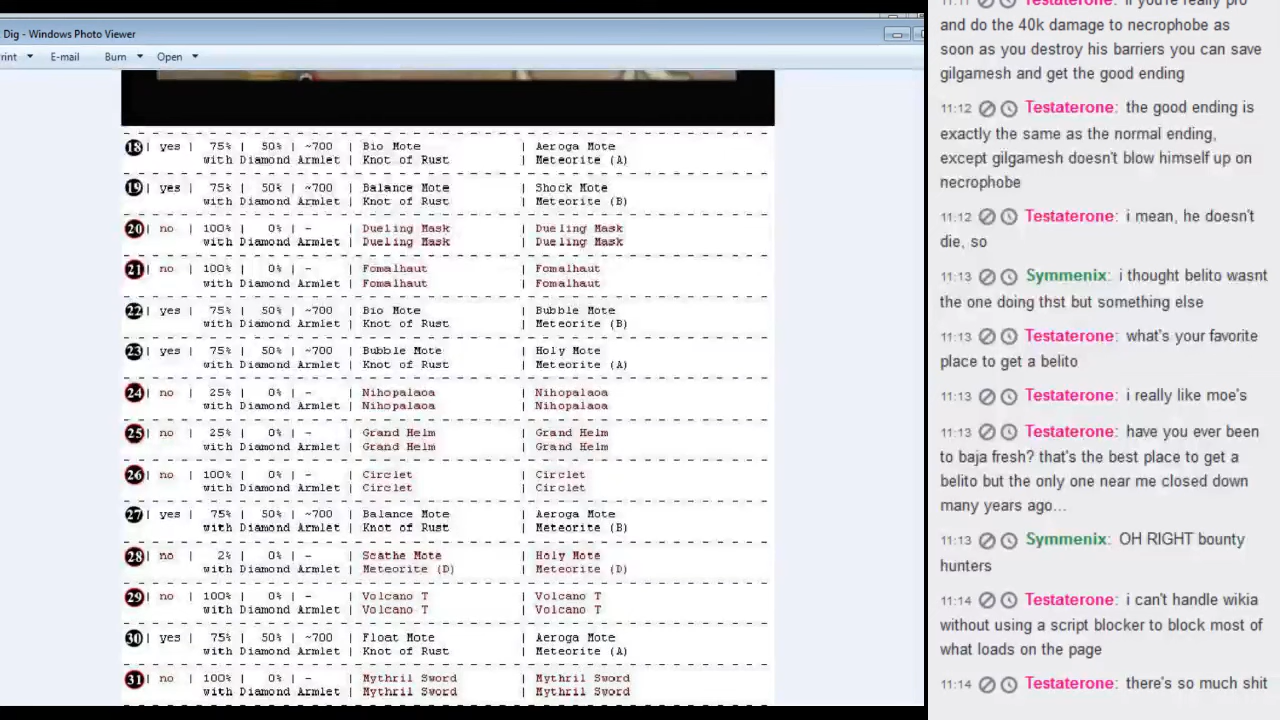 Dig - Windows Photo Viewer
rint E-mail Burn Open
18 | yes | 75% | 50% | ~700 | Bio Mote | Aeroga Mote
with Diamond Armlet | Knot of Rust | Meteorite (A)
19 | yes | 75% | 50% | ~700 | Balance Mote | Shock Mote
with Diamond Armlet | Knot of Rust | Meteorite (B)
20 | no | 100% | 0% | - | Dueling Mask | Dueling Mask
with Diamond Armlet | Dueling Mask | Dueling Mask
21 | no | 100% | 0% | - | Fomalhaut | Fomalhaut
with Diamond Armlet | Fomalhaut | Fomalhaut
22 | yes | 75% | 50% | ~700 | Bio Mote | Bubble Mote
with Diamond Armlet | Knot of Rust | Meteorite (B)
23 | yes | 75% | 50% | ~700 | Bubble Mote | Holy Mote
with Diamond Armlet | Knot of Rust | Meteorite (A)
24 | no | 25% | 0% | - | Nihopalaoa | Nihopalaoa
with Diamond Armlet | Nihopalaoa | Nihopalaoa
25 | no | 25% | 0% | - | Grand Helm | Grand Helm
with Diamond Armlet | Grand Helm | Grand Helm
26 | no | 100% | 0% | - | Circlet | Circlet
with Diamond Armlet | Circlet | Circlet
27 | yes | 75% | 50% | ~700 | Balance Mote | Aeroga Mote
with Diamond Armlet | Knot of Rust | Meteorite (B)
28 | no | 2% | 0% | - | Scathe Mote | Holy Mote
with Diamond Armlet | Meteorite (D) | Meteorite (D)
29 | no | 100% | 0% | - | Volcano T | Volcano T
with Diamond Armlet | Volcano T | Volcano T
30 | yes | 75% | 50% | ~700 | Float Mote | Aeroga Mote
with Diamond Armlet | Knot of Rust | Meteorite (A)
31 | no | 100% | 0% | - | Mythril Sword | Mythril Sword
with Diamond Armlet | Mythril Sword | Mythril Sword
11:11 Testaterone: if you're really pro
and do the 40k damage to necrophobe as
soon as you destroy his barriers you can save
gilgamesh and get the good ending
11:12 Testaterone: the good ending is
exactly the same as the normal ending,
except gilgamesh doesn't blow himself up on
necrophobe
11:12 Testaterone: i mean, he doesn't
die, so
11:13 Symmenix: i thought belito wasnt
the one doing thst but something else
11:13 Testaterone: what's your favorite
place to get a belito
11:13 Testaterone: i really like moe's
11:13 Testaterone: have you ever been
to baja fresh? that's the best place to get a
belito but the only one near me closed down
many years ago...
11:13 Symmenix: OH RIGHT bounty
hunters
11:14 Testaterone: i can't handle wikia
without using a script blocker to block most of
what loads on the page
11:14 Testaterone: there's so much shit